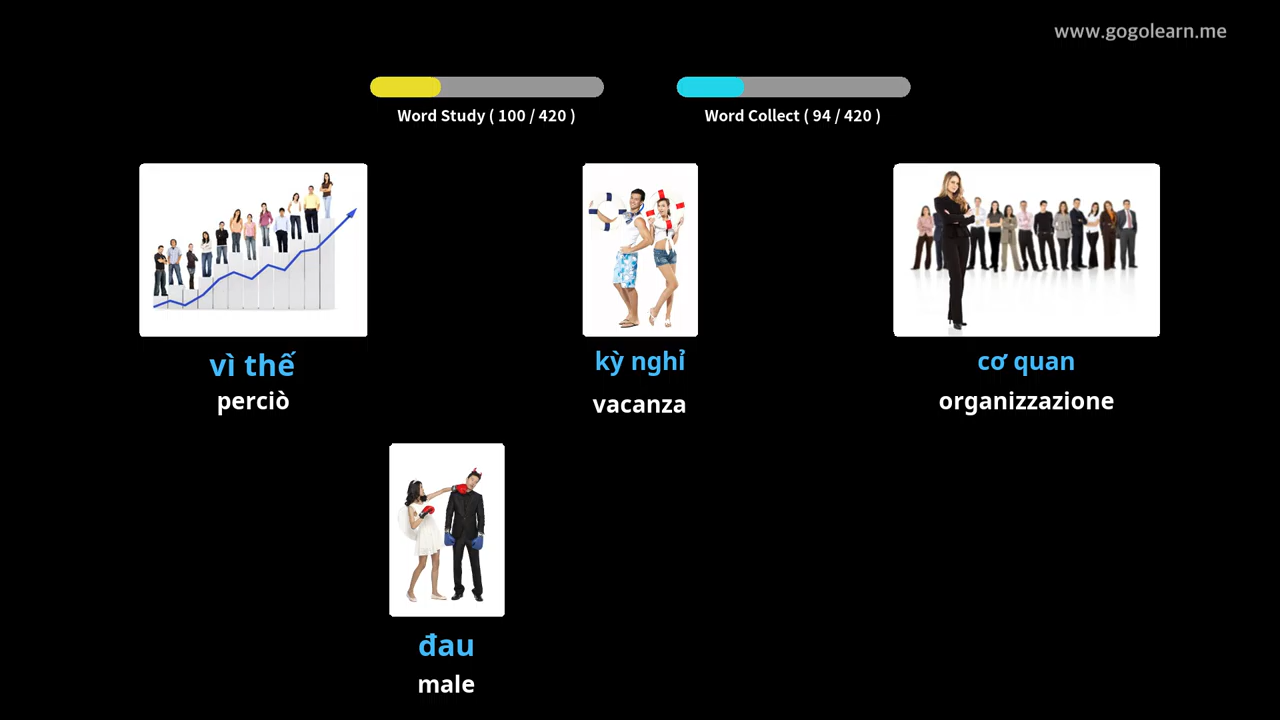 www.gogolearn.me
Word Study ( 100 / 420 )
Word Collect ( 94 / 420 )
vì thế
perciò
kỳ nghỉ
vacanza
cơ quan
organizzazione
đau
male